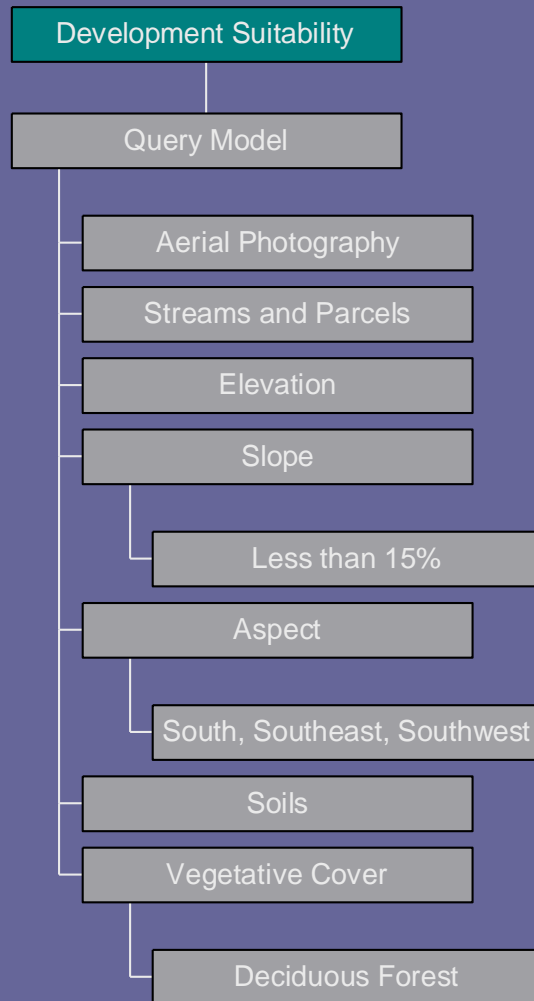 Development Suitability
Query Model
Aerial Photography
Streams and Parcels
Elevation
Slope
Less than 15%
Aspect
South, Southeast, Southwest
Soils
Vegetative Cover
Deciduous Forest